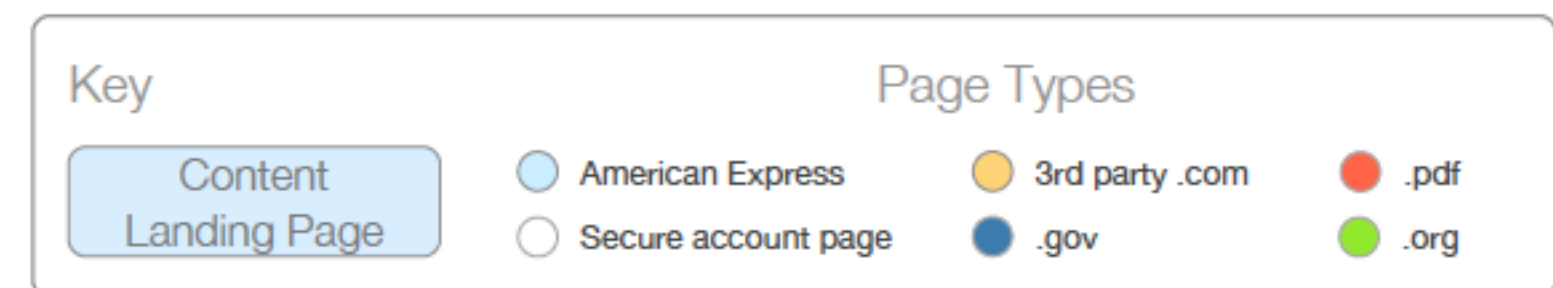 Key
Page Types
Content
Landing Page
American Express
3rd party .com
.pdf
Secure account page
.gov
.org